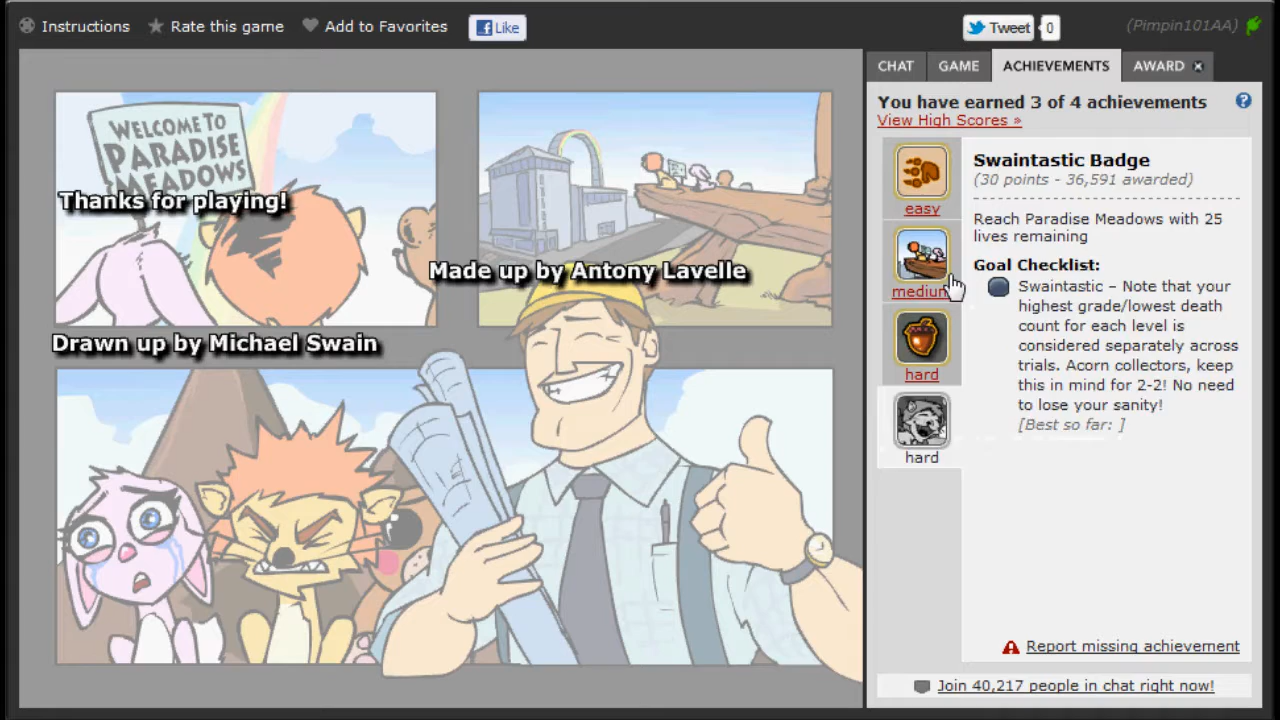 Instructions
Rate this game
Add to Favorites
Like
Tweet
0
(Pimpin101AA)
CHAT
GAME
ACHIEVEMENTS
AWARD
WELCOME TO
PARADISE
MEADOWS
Thanks for playing!
Made up by Antony Lavelle
Drawn up by Michael Swain
You have earned 3 of 4 achievements
View High Scores »
easy
medium
hard
hard
Swaintastic Badge
(30 points - 36,591 awarded)
Reach Paradise Meadows with 25
lives remaining
Goal Checklist:
Swaintastic – Note that your
highest grade/lowest death
count for each level is
considered separately across
trials. Acorn collectors, keep
this in mind for 2-2! No need
to lose your sanity!
[Best so far: ]
Report missing achievement
Join 40,217 people in chat right now!